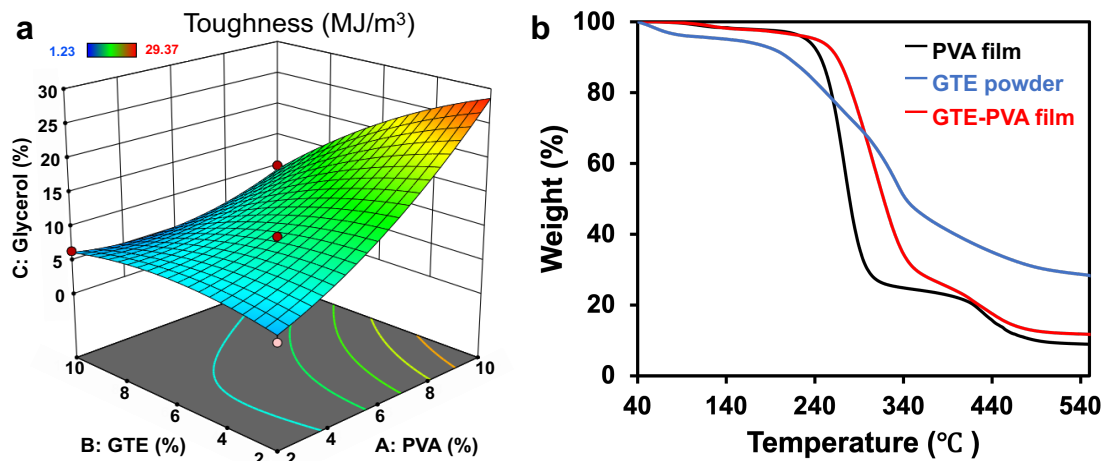 a
Toughness (MJ/m³)
1.23
29.37
C: Glycerol (%)
30
25
20
15
10
5
0
10
8
6
4
2
B: GTE (%)
2
4
6
8
10
A: PVA (%)
b
PVA film
GTE powder
GTE-PVA film
Weight (%)
100
80
60
40
20
0
40 140 240 340 440 540
Temperature (℃ )